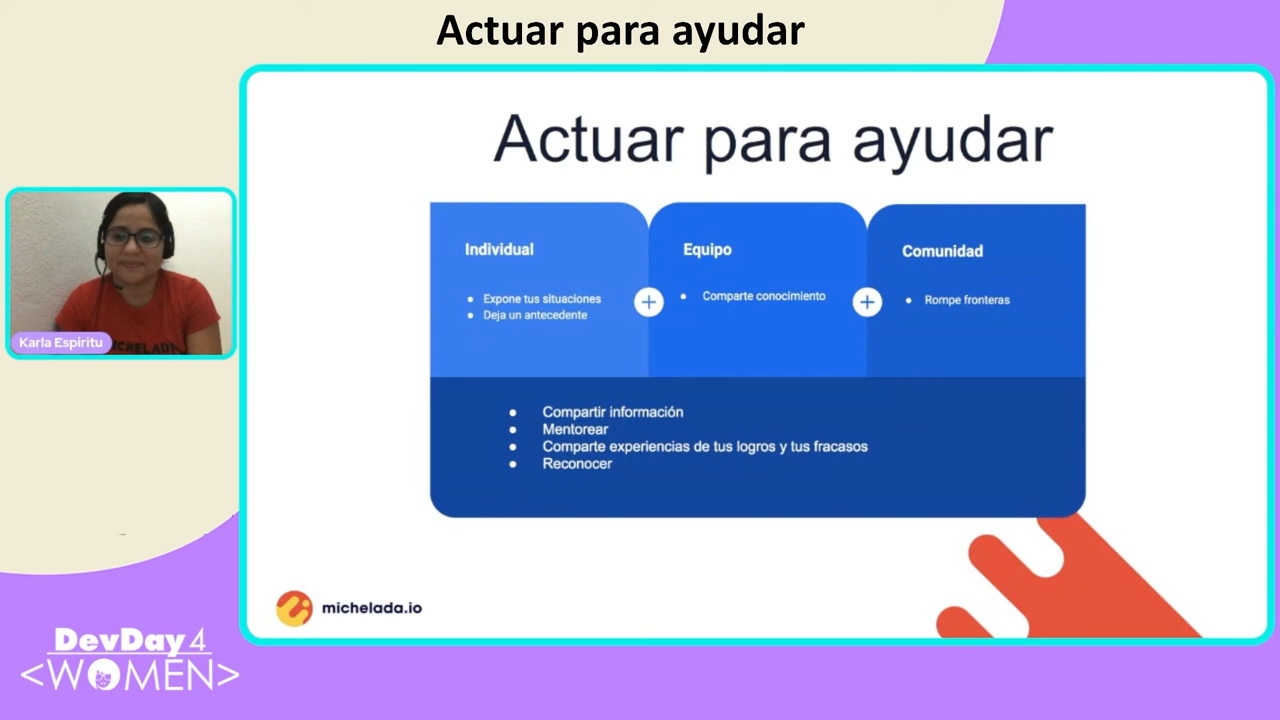 Actuar para ayudar
Actuar para ayudar
Individual
• Expone tus situaciones
• Deja un antecedente
Equipo
• Comparte conocimiento
Comunidad
• Rompe fronteras
• Compartir información
• Mentorear
• Comparte experiencias de tus logros y tus fracasos
• Reconocer
Karla Espiritu
MICHELADA
michelada.io
DevDay4
<WOMEN>